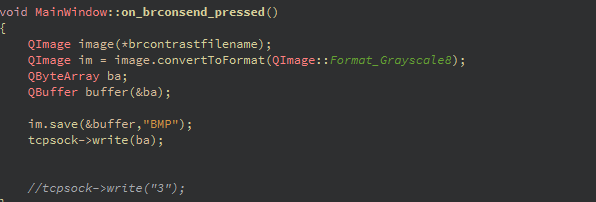 void MainWindow::on_brconsend_pressed()
{
QImage image(*brcontrastfilename);
QImage im = image.convertToFormat(QImage::Format_Grayscale8);
QByteArray ba;
QBuffer buffer(&ba);
im.save(&buffer,"BMP");
tcpsock->write(ba);
//tcpsock->write("3");